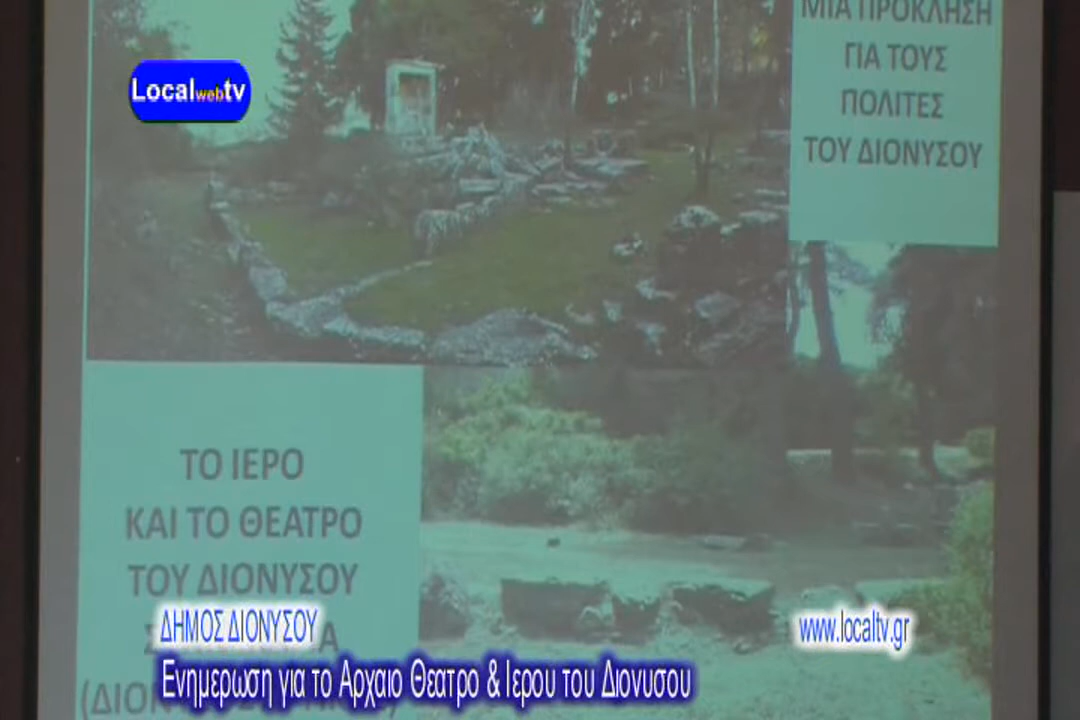 Localwebtv
ΜΙΑ ΠΡΟΚΛΗΣΗ
ΓΙΑ ΤΟΥΣ
ΠΟΛΙΤΕΣ
ΤΟΥ ΔΙΟΝΥΣΟΥ
ΤΟ ΙΕΡΟ
ΚΑΙ ΤΟ ΘΕΑΤΡΟ
ΤΟΥ ΔΙΟΝΥΣΟΥ
ΔΗΜΟΣ ΔΙΟΝΥΣΟΥ
www.localtv.gr
Ενημερωση για το Αρχαιο Θεατρο & Ιερου του Διονυσου